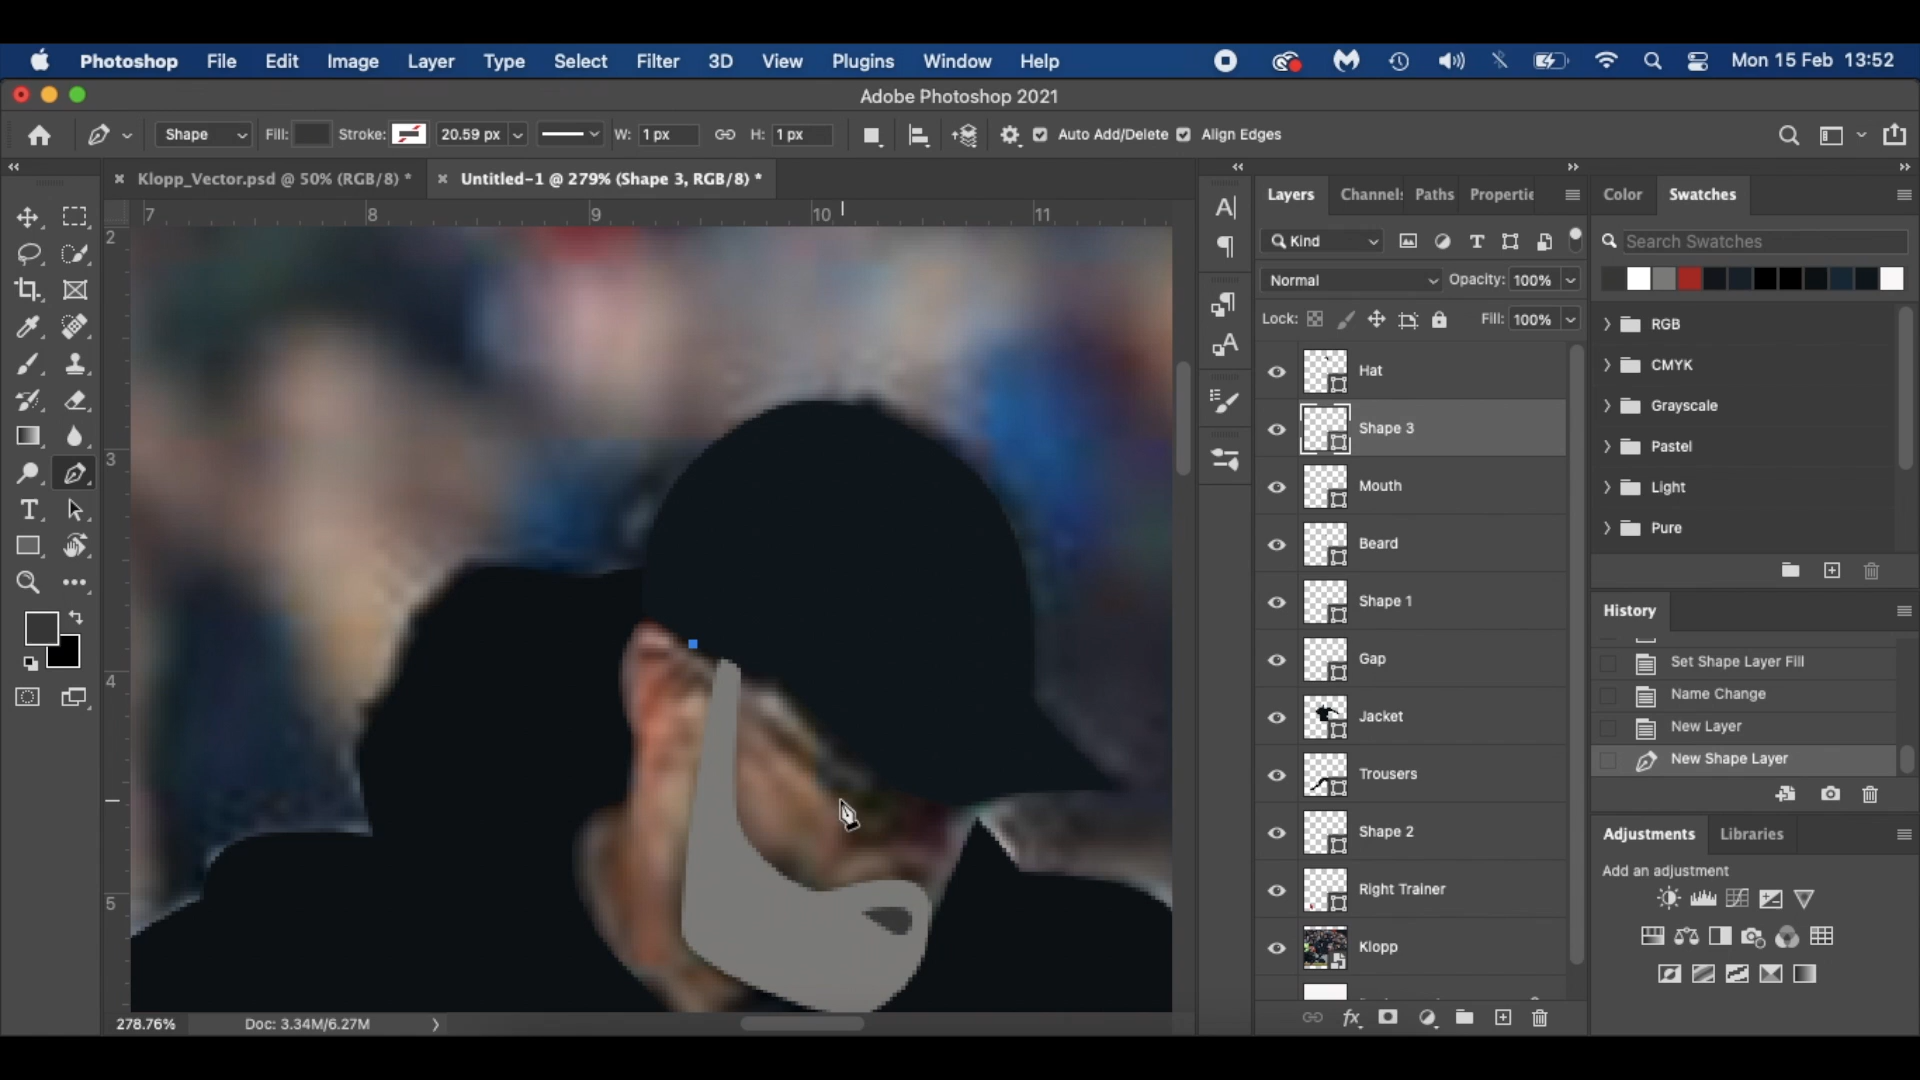 Photoshop File Edit Image Layer Type Select Filter 3D View Plugins Window Help Mon 15 Feb 13:52
Adobe Photoshop 2021
Shape Fill: Stroke: 20.59 px W: 1 px H: 1 px Auto Add/Delete Align Edges
Klopp_Vector.psd @ 50% (RGB/8) * Untitled-1 @ 279% (Shape 3, RGB/8) *
7 8 9 10 11
2
3
4
5
278.76% Doc: 3.34M/6.27M
Layers Channels Paths Propertie
Kind
Normal Opacity: 100%
Lock: Fill: 100%
Hat
Shape 3
Mouth
Beard
Shape 1
Gap
Jacket
Trousers
Shape 2
Right Trainer
Klopp
fx
Color Swatches
Search Swatches
RGB
CMYK
Grayscale
Pastel
Light
Pure
History
Set Shape Layer Fill
Name Change
New Layer
New Shape Layer
Adjustments Libraries
Add an adjustment